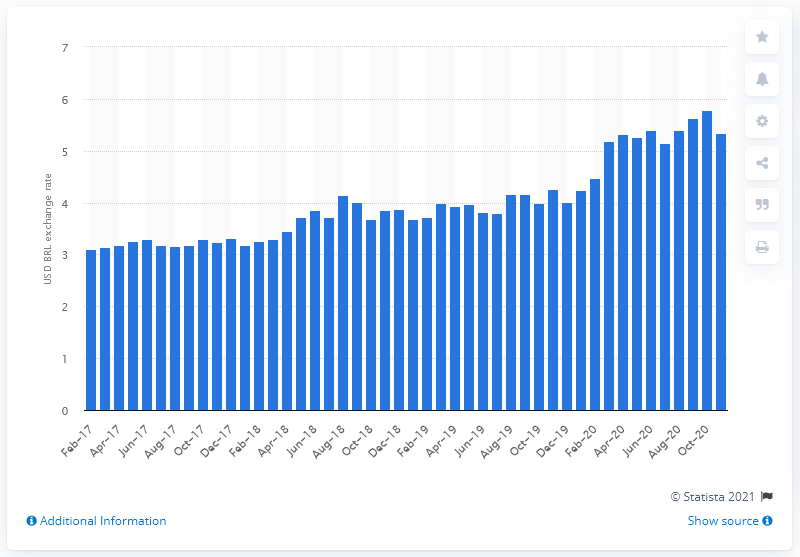 7
6
5
4
3
2
1
0
USD BRL exchange rate
Feb-17
Apr-17
Jun-17
Aug-17
Oct-17
Dec-17
Feb-18
Apr-18
Jun-18
Aug-18
Oct-18
Dec-18
Feb-19
Apr-19
Jun-19
Aug-19
Oct-19
Dec-19
Feb-20
Apr-20
Jun-20
Aug-20
Oct-20
© Statista 2021
Additional Information
Show source